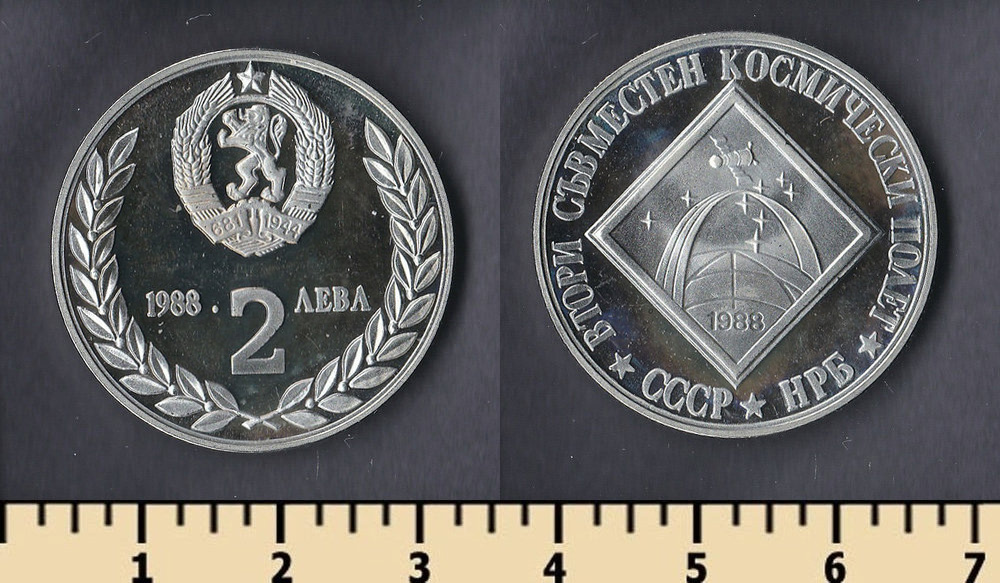 681 1944
1988 · 2 ЛЕВА
ВТОРИ СЪВМЕСТЕН КОСМИЧЕСКИ ПОЛЕТ
СССР ★ НРБ
1988
1 2 3 4 5 6 7